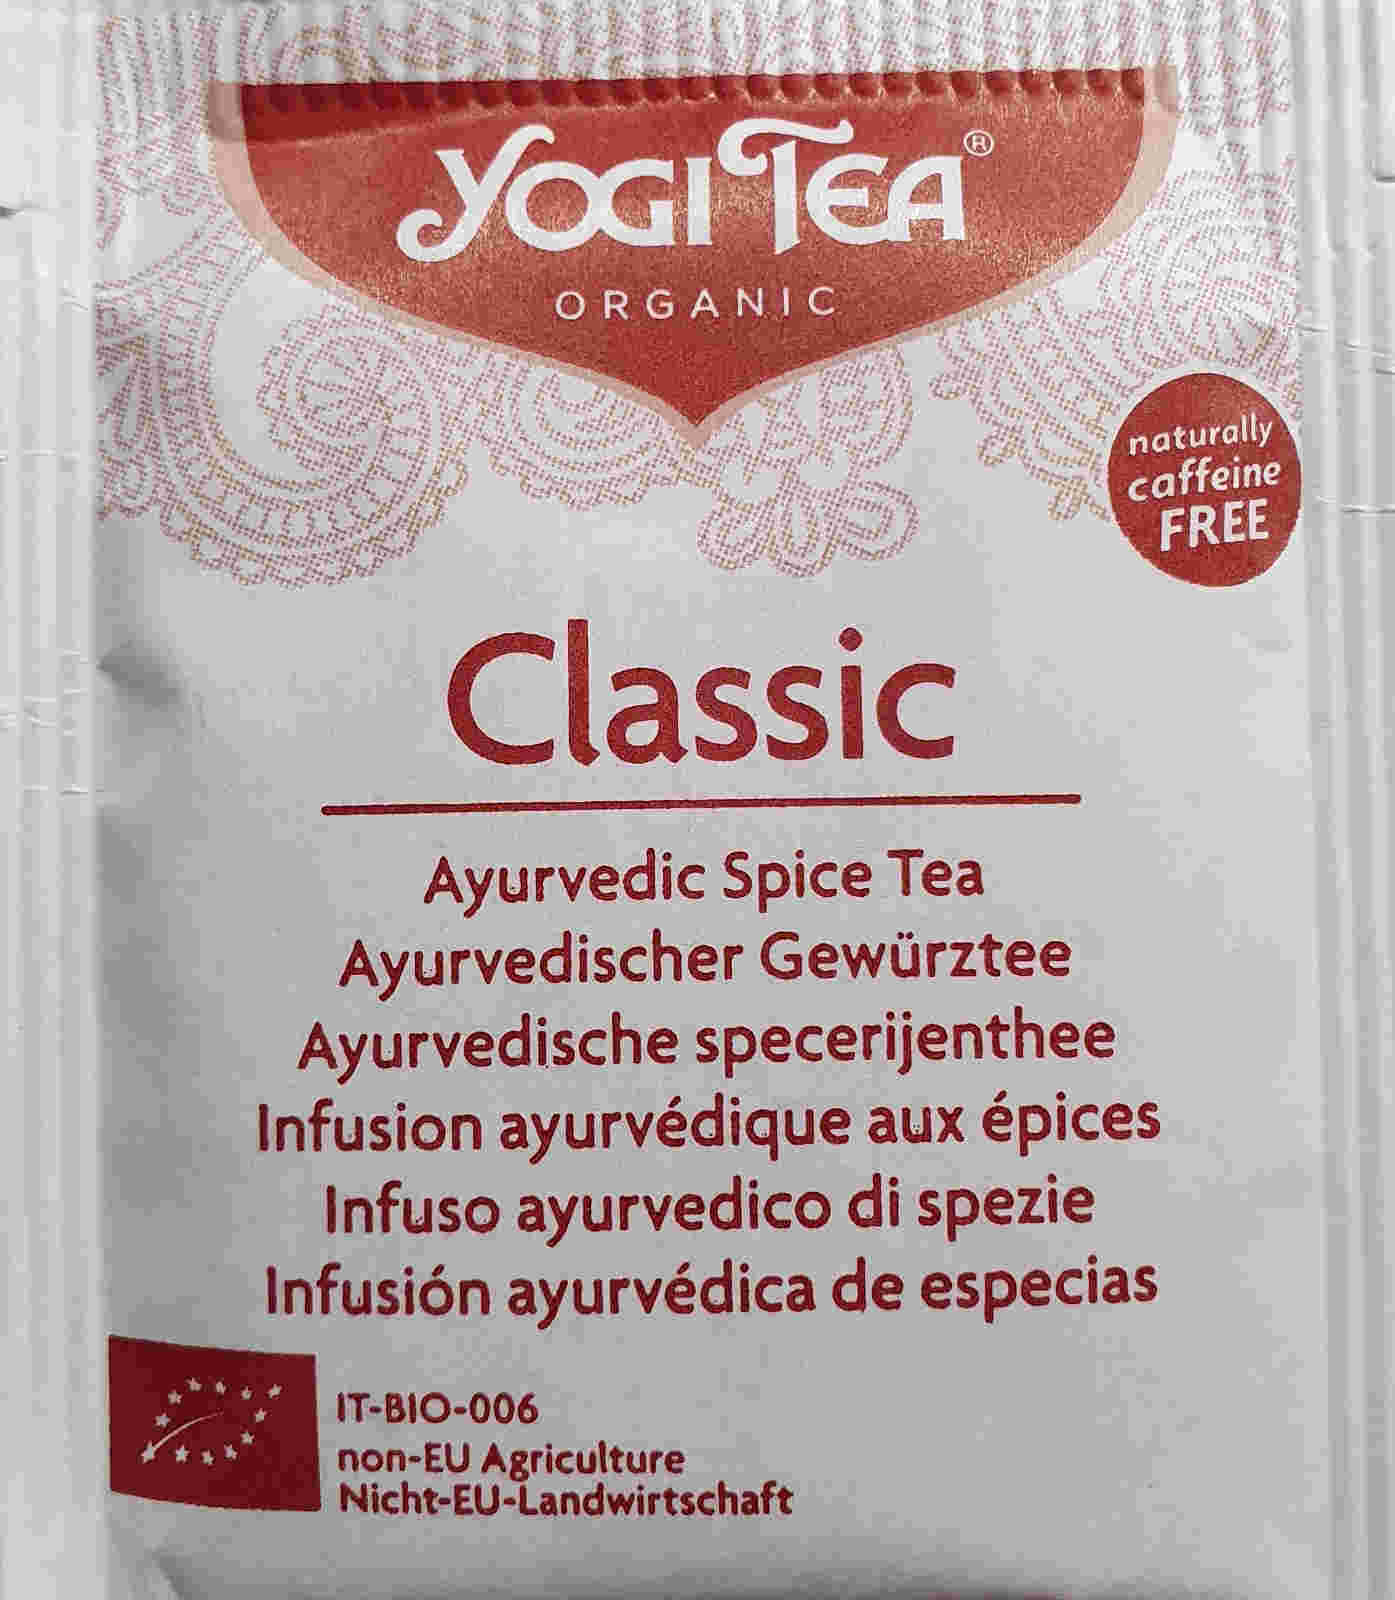 YOGI TEA®
ORGANIC
naturally
caffeine
FREE
Classic
Ayurvedic Spice Tea
Ayurvedischer Gewürztee
Ayurvedische specerijenthee
Infusion ayurvédique aux épices
Infuso ayurvedico di spezie
Infusión ayurvédica de especias
IT-BIO-006
non-EU Agriculture
Nicht-EU-Landwirtschaft